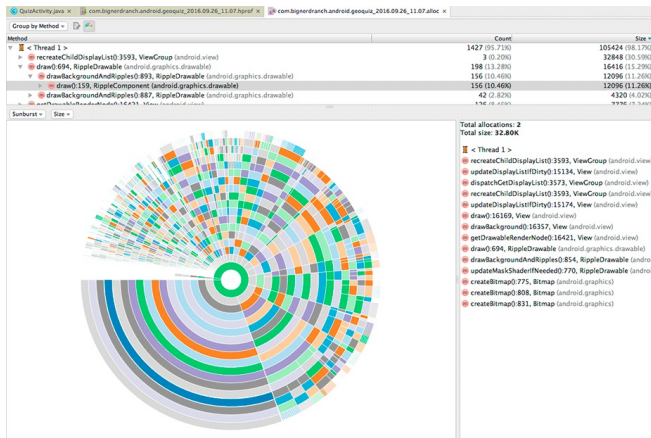 QuizActivity.java × com.bignerdranch.android.geoquiz_2016.09.26_11.07.hprof × com.bignerdranch.android.geoquiz_2016.09.26_11.07.alloc ×
Group by Method
Method Count Size
< Thread 1 > 1427 (95.71%) 105424 (98.17%)
recreateChildDisplayList():3593, ViewGroup (android.view) 3 (0.20%) 32848 (30.59%)
draw():694, RippleDrawable (android.graphics.drawable) 198 (13.28%) 16416 (15.29%)
drawBackgroundAndRipples():893, RippleDrawable (android.graphics.drawable) 156 (10.46%) 12096 (11.26%)
draw():159, RippleComponent (android.graphics.drawable) 156 (10.46%) 12096 (11.26%)
drawBackgroundAndRipples():887, RippleDrawable (android.graphics.drawable) 42 (2.82%) 4320 (4.02%)
Sunburst Size
Total allocations: 2
Total size: 32.80K
< Thread 1 >
recreateChildDisplayList():3593, ViewGroup (android.view
updateDisplayListIfDirty():15134, View (android.view)
dispatchGetDisplayList():3573, ViewGroup (android.view)
recreateChildDisplayList():3593, ViewGroup (android.view
updateDisplayListIfDirty():15174, View (android.view)
draw():16169, View (android.view)
drawBackground():16357, View (android.view)
getDrawableRenderNode():16421, View (android.view)
draw():694, RippleDrawable (android.graphics.drawable)
drawBackgroundAndRipples():854, RippleDrawable (android
updateMaskShaderIfNeeded():770, RippleDrawable (android
createBitmap():775, Bitmap (android.graphics)
createBitmap():808, Bitmap (android.graphics)
createBitmap():831, Bitmap (android.graphics)